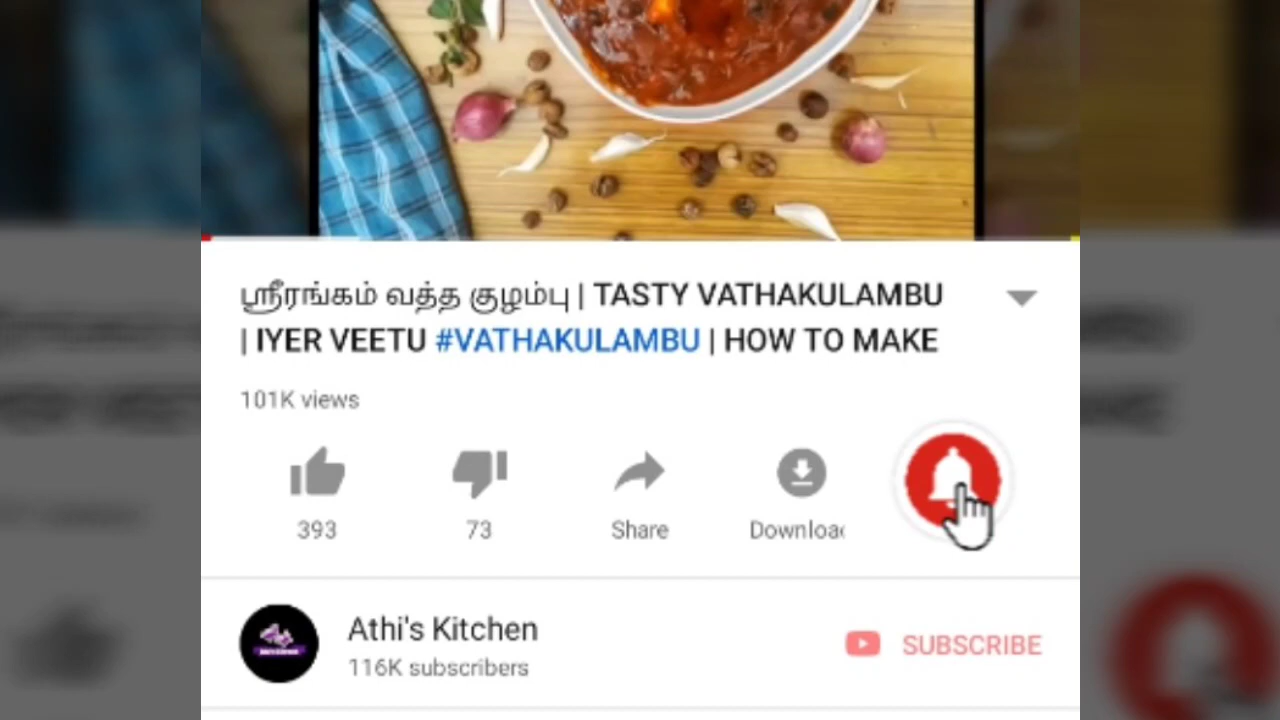 ஸ்ரீரங்கம் வத்த குழம்பு | TASTY VATHAKULAMBU
| IYER VEETU #VATHAKULAMBU | HOW TO MAKE
101K views
393 73 Share Download
Athi's Kitchen
116K subscribers
SUBSCRIBE